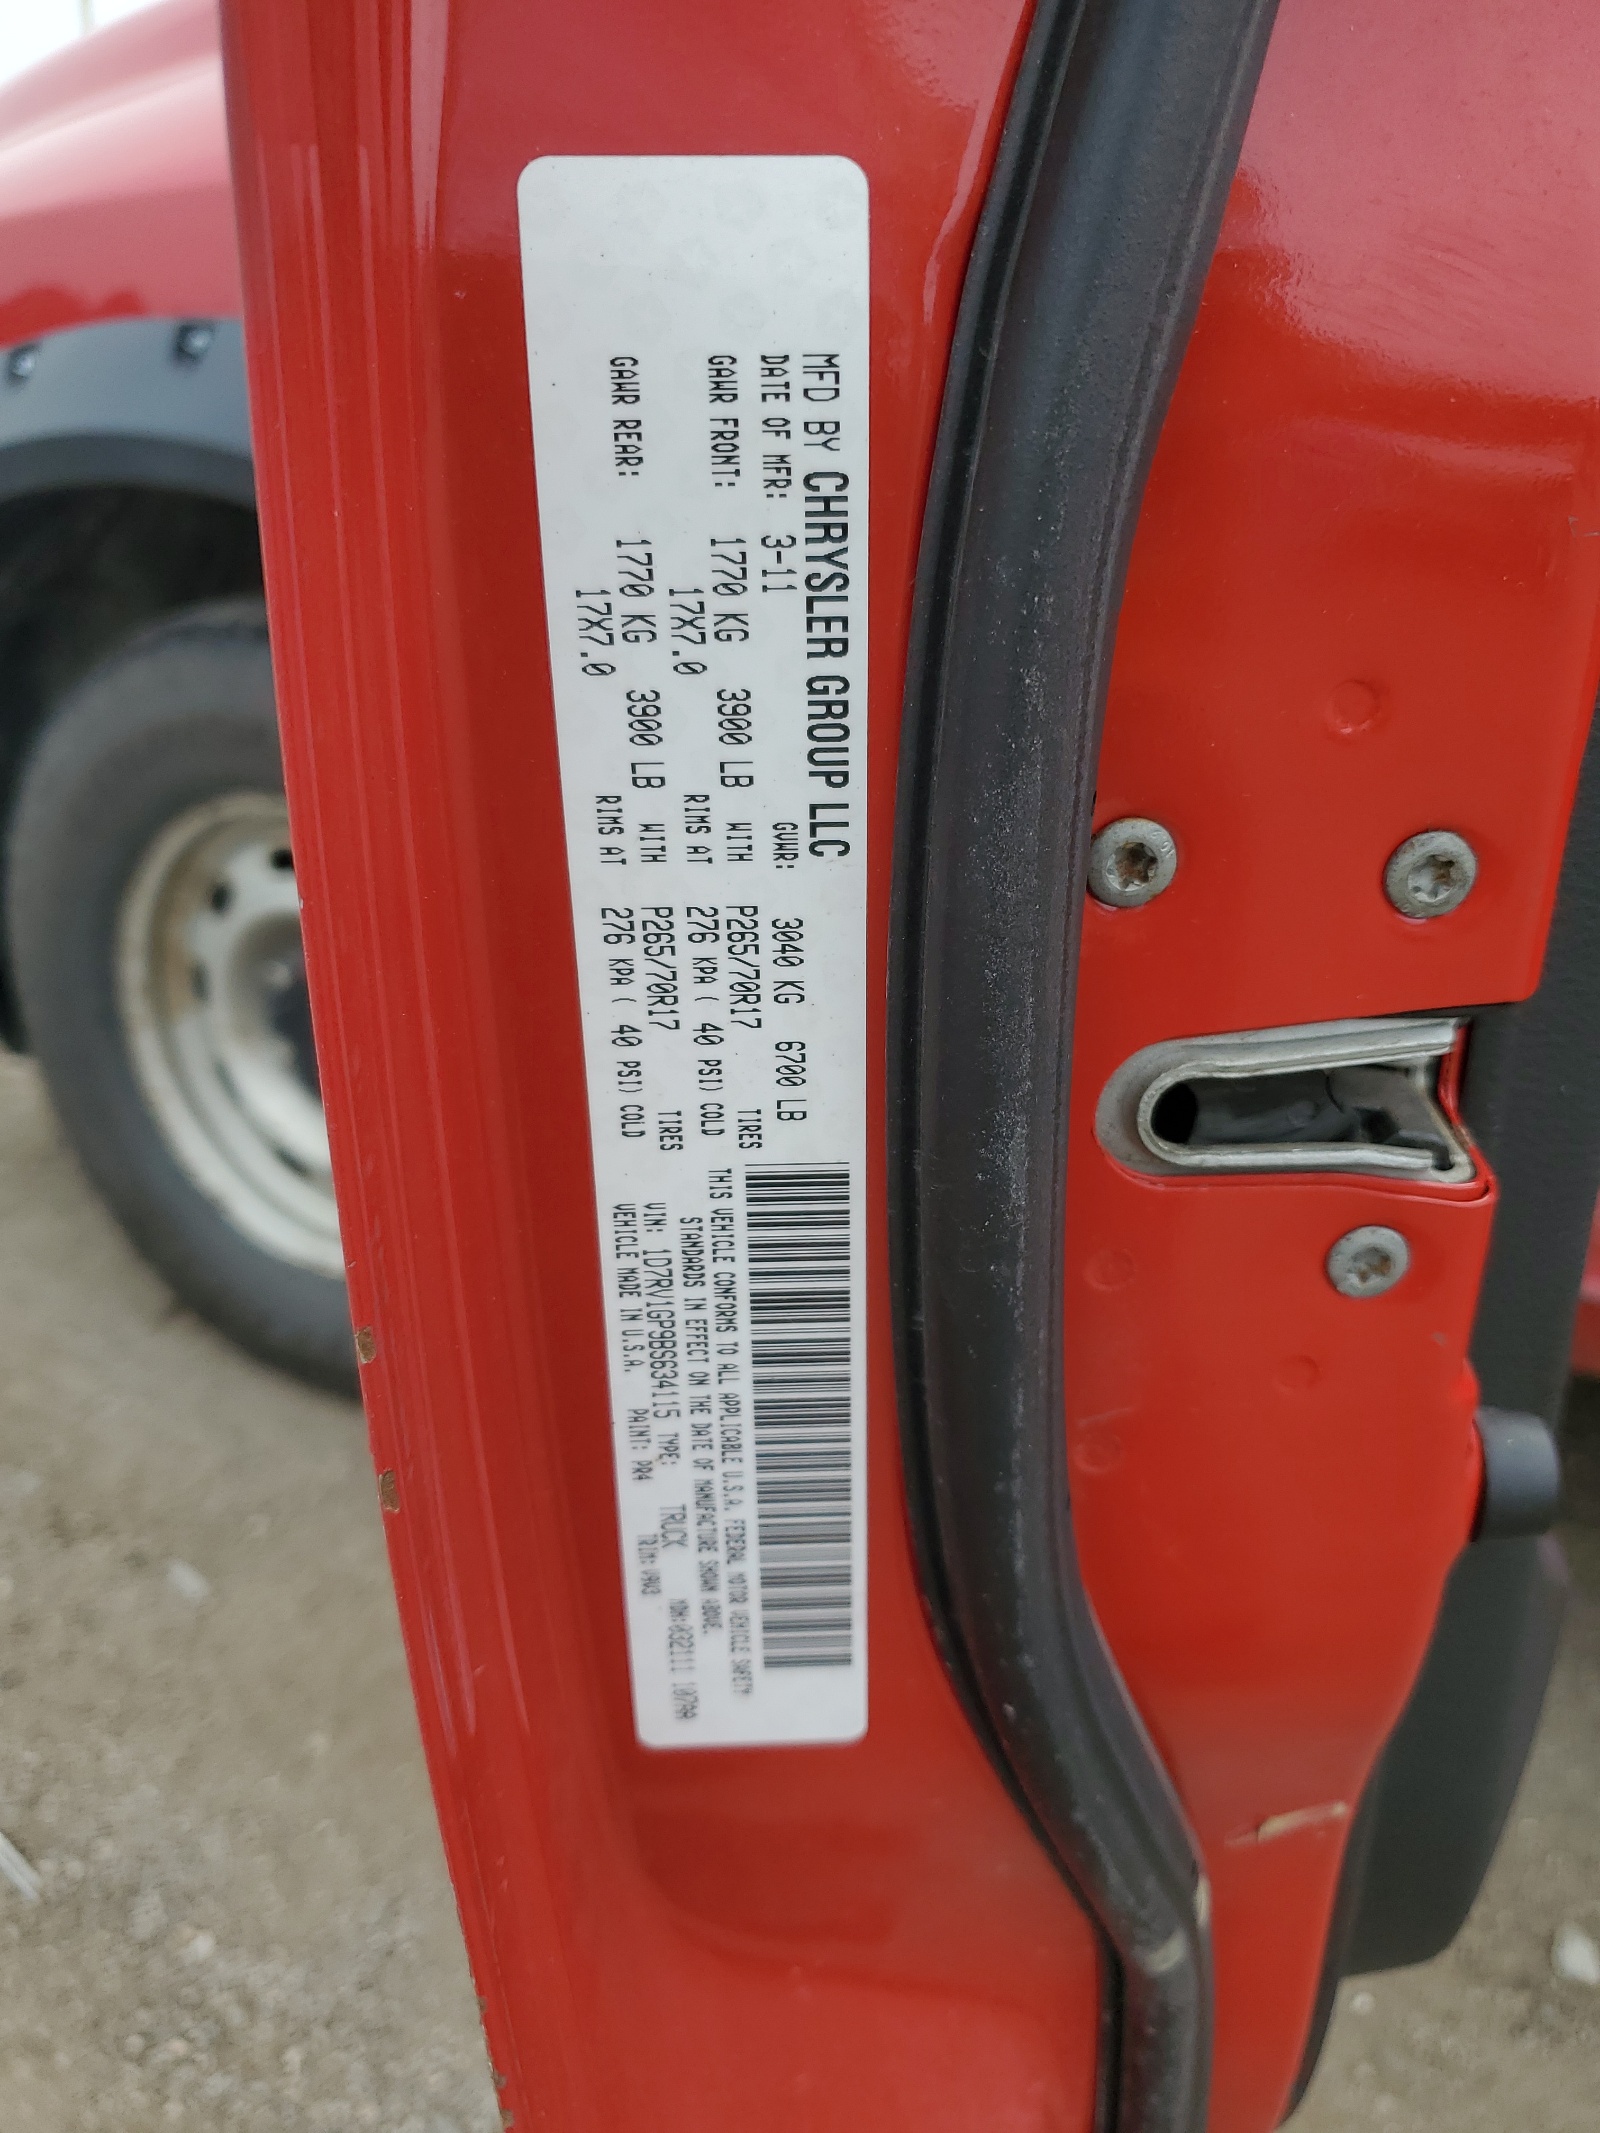 MFD BY CHRYSLER GROUP LLC
DATE OF MFR: 3-11 GVWR: 3040 KG 6700 LB
GAWR FRONT: 1770 KG 3900 LB WITH P265/70R17 TIRES
17X7.0 RIMS AT 276 KPA ( 40 PSI) COLD
GAWR REAR: 1770 KG 3900 LB WITH P265/70R17 TIRES
17X7.0 RIMS AT 276 KPA ( 40 PSI) COLD
THIS VEHICLE CONFORMS TO ALL APPLICABLE U.S.A. FEDERAL MOTOR VEHICLE SAFETY
STANDARDS IN EFFECT ON THE DATE OF MANUFACTURE SHOWN ABOVE.
VIN: 1D7RV1GP9BS634115 TYPE: TRUCK MDH:032111
VEHICLE MADE IN U.S.A. PAINT: PR4 TRIM: